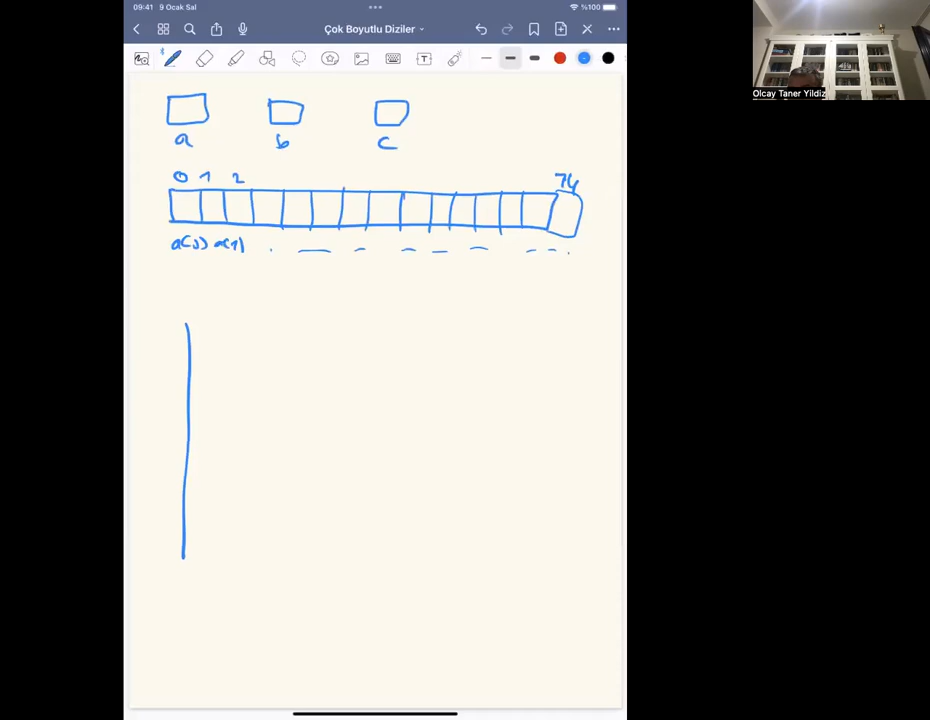 09:41 9 Ocak Sal
%100
Çok Boyutlu Diziler
T
Olcay Taner Yildiz
a b c
0 1 2 74
a[0] a[1]